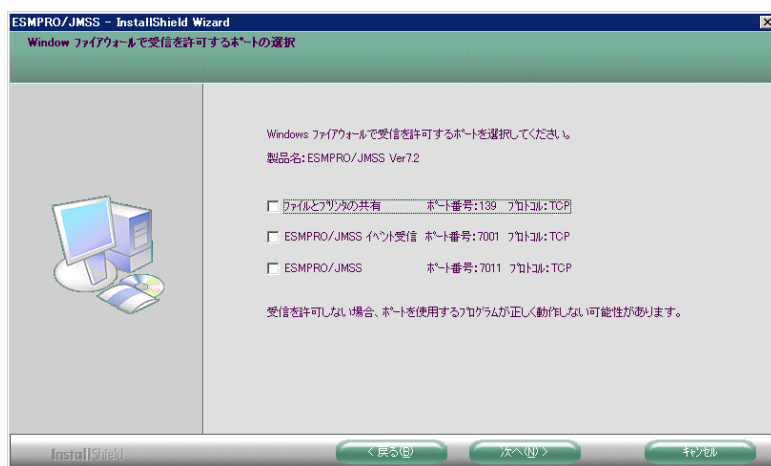 ESMPRO/JMSS - InstallShield Wizard
Window ファイアウォールで受信を許可するポートの選択
Windows ファイアウォールで受信を許可するポートを選択してください。
製品名:ESMPRO/JMSS Ver7.2
ファイルとプリンタの共有 ポート番号:139 プロトコル:TCP
ESMPRO/JMSS イベント受信 ポート番号:7001 プロトコル:TCP
ESMPRO/JMSS ポート番号:7011 プロトコル:TCP
受信を許可しない場合、ポートを使用するプログラムが正しく動作しない可能性があります。
InstallShield
< 戻る(B) 次へ(N) > キャンセル